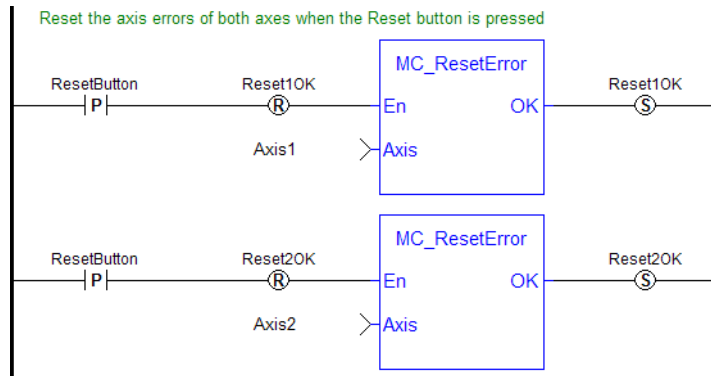 Reset the axis errors of both axes when the Reset button is pressed
MC_ResetError
ResetButton Reset1OK Reset1OK
P R En OK S
Axis1 Axis
MC_ResetError
ResetButton Reset2OK Reset2OK
P R En OK S
Axis2 Axis